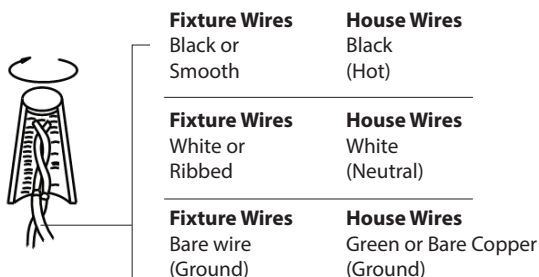 Fixture Wires House Wires
Black or Black
Smooth (Hot)
Fixture Wires House Wires
White or White
Ribbed (Neutral)
Fixture Wires House Wires
Bare wire Green or Bare Copper
(Ground) (Ground)